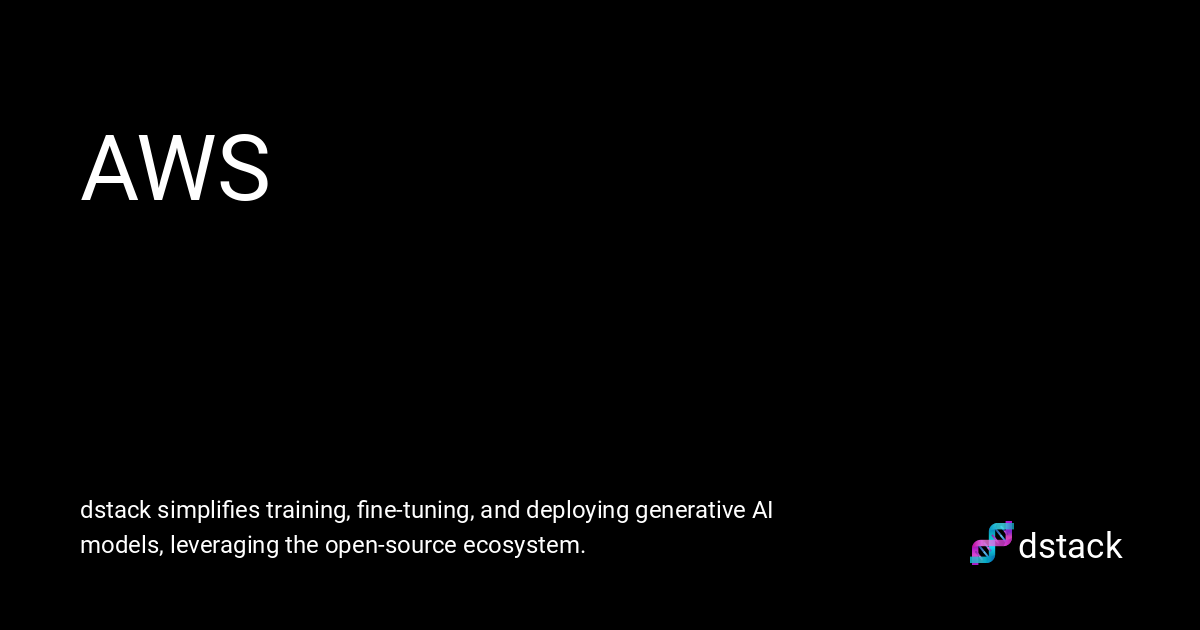 AWS
dstack simplifies training, fine-tuning, and deploying generative AI
models, leveraging the open-source ecosystem.
dstack